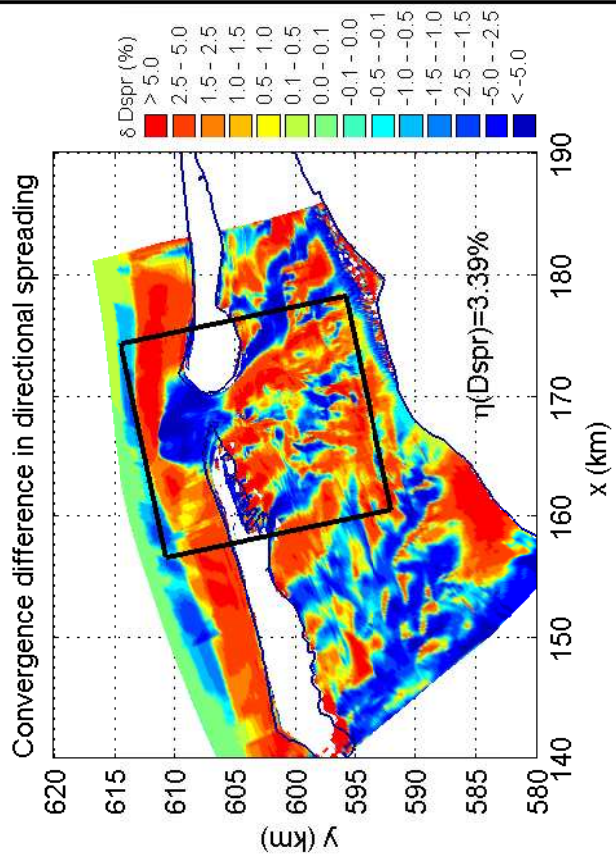 Convergence difference in directional spreading
δ Dspr (%)
> 5.0
2.5 - 5.0
1.5 - 2.5
1.0 - 1.5
0.5 - 1.0
0.1 - 0.5
0.0 - 0.1
-0.1 - 0.0
-0.5 - -0.1
-1.0 - -0.5
-1.5 - -1.0
-2.5 - -1.5
-5.0 - -2.5
< -5.0
620
615
610
605
600
595
590
585
580
y (km)
η(Dspr)=3.39%
140
150
160
170
180
190
x (km)